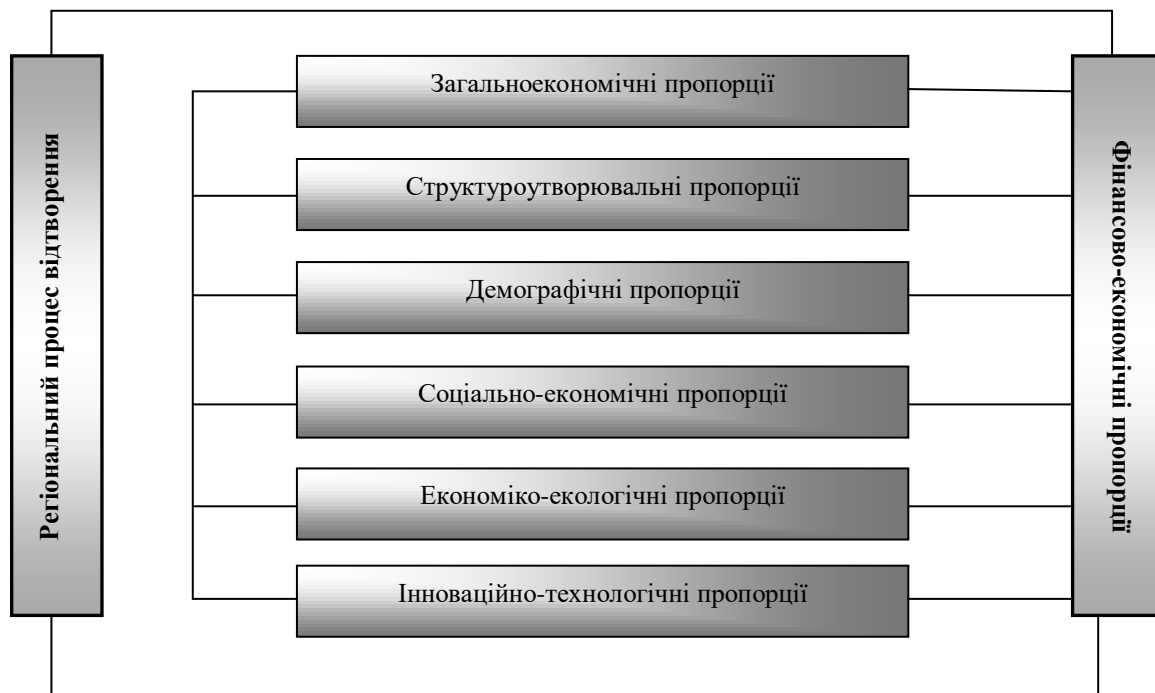 Регіональний процес відтворення
Загальноекономічні пропорції
Структуроутворювальні пропорції
Демографічні пропорції
Соціально-економічні пропорції
Економіко-екологічні пропорції
Інноваційно-технологічні пропорції
Фінансово-економічні пропорції